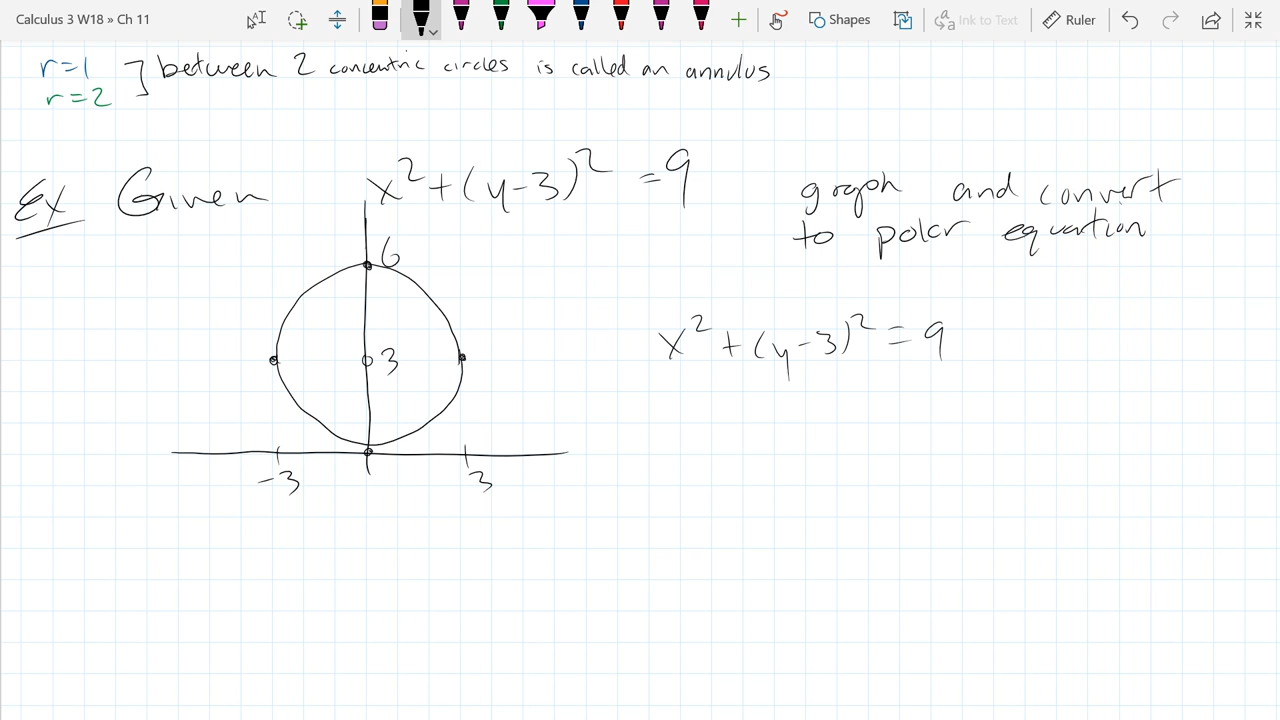 Calculus 3 W18 » Ch 11
Ink to Text
Shapes
Ruler
r=1
r=2
between 2 concentric circles is called an annulus
Ex Given x²+(y-3)²=9
graph and convert
to polar equation
6
3
x²+(y-3)²=9
-3
3